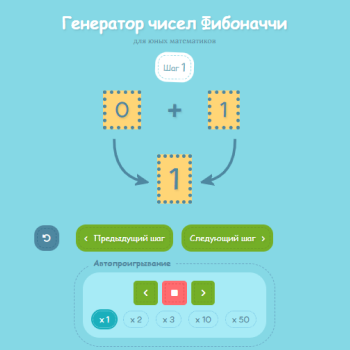 Генератор чисел Фибоначчи
для юных математиков
Шаг 1
0 + 1
1
Предыдущий шаг Следующий шаг
Автопроигрывание
x 1 x 2 x 3 x 10 x 50